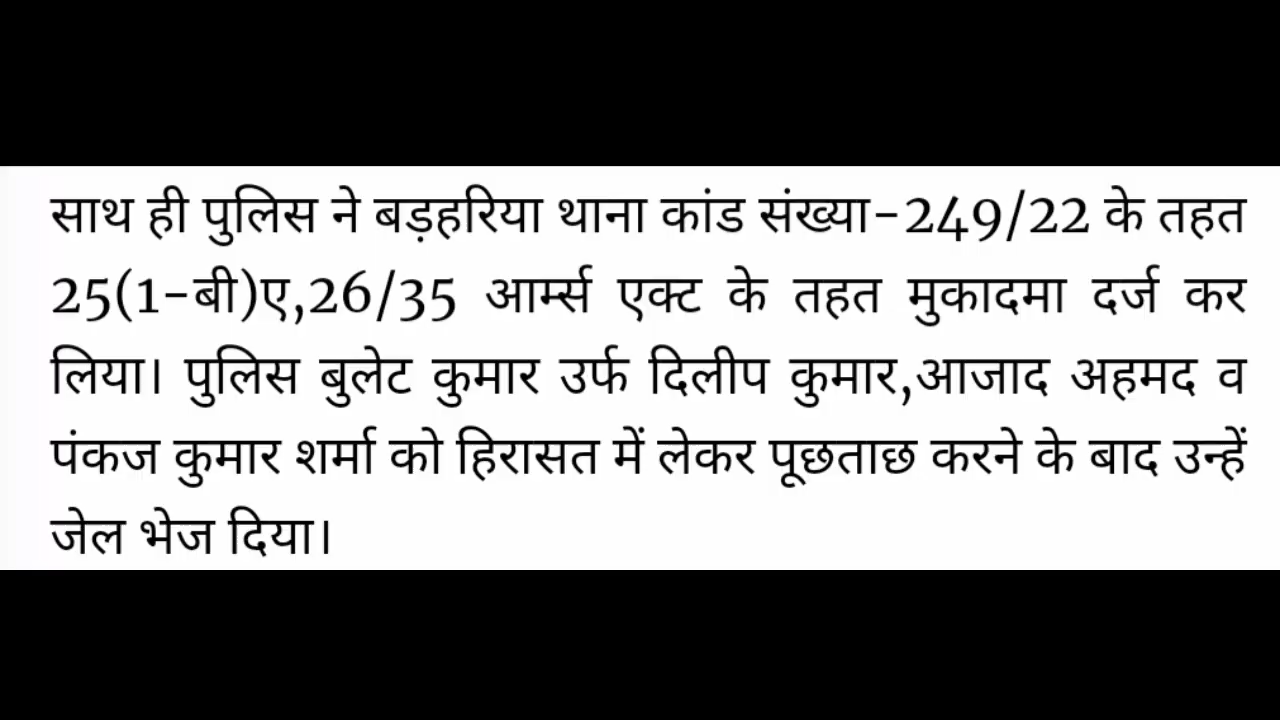 साथ ही पुलिस ने बड़हरिया थाना कांड संख्या-249/22 के तहत
25(1-बी)ए,26/35 आर्म्स एक्ट के तहत मुकादमा दर्ज कर
लिया। पुलिस बुलेट कुमार उर्फ दिलीप कुमार,आजाद अहमद व
पंकज कुमार शर्मा को हिरासत में लेकर पूछताछ करने के बाद उन्हें
जेल भेज दिया।